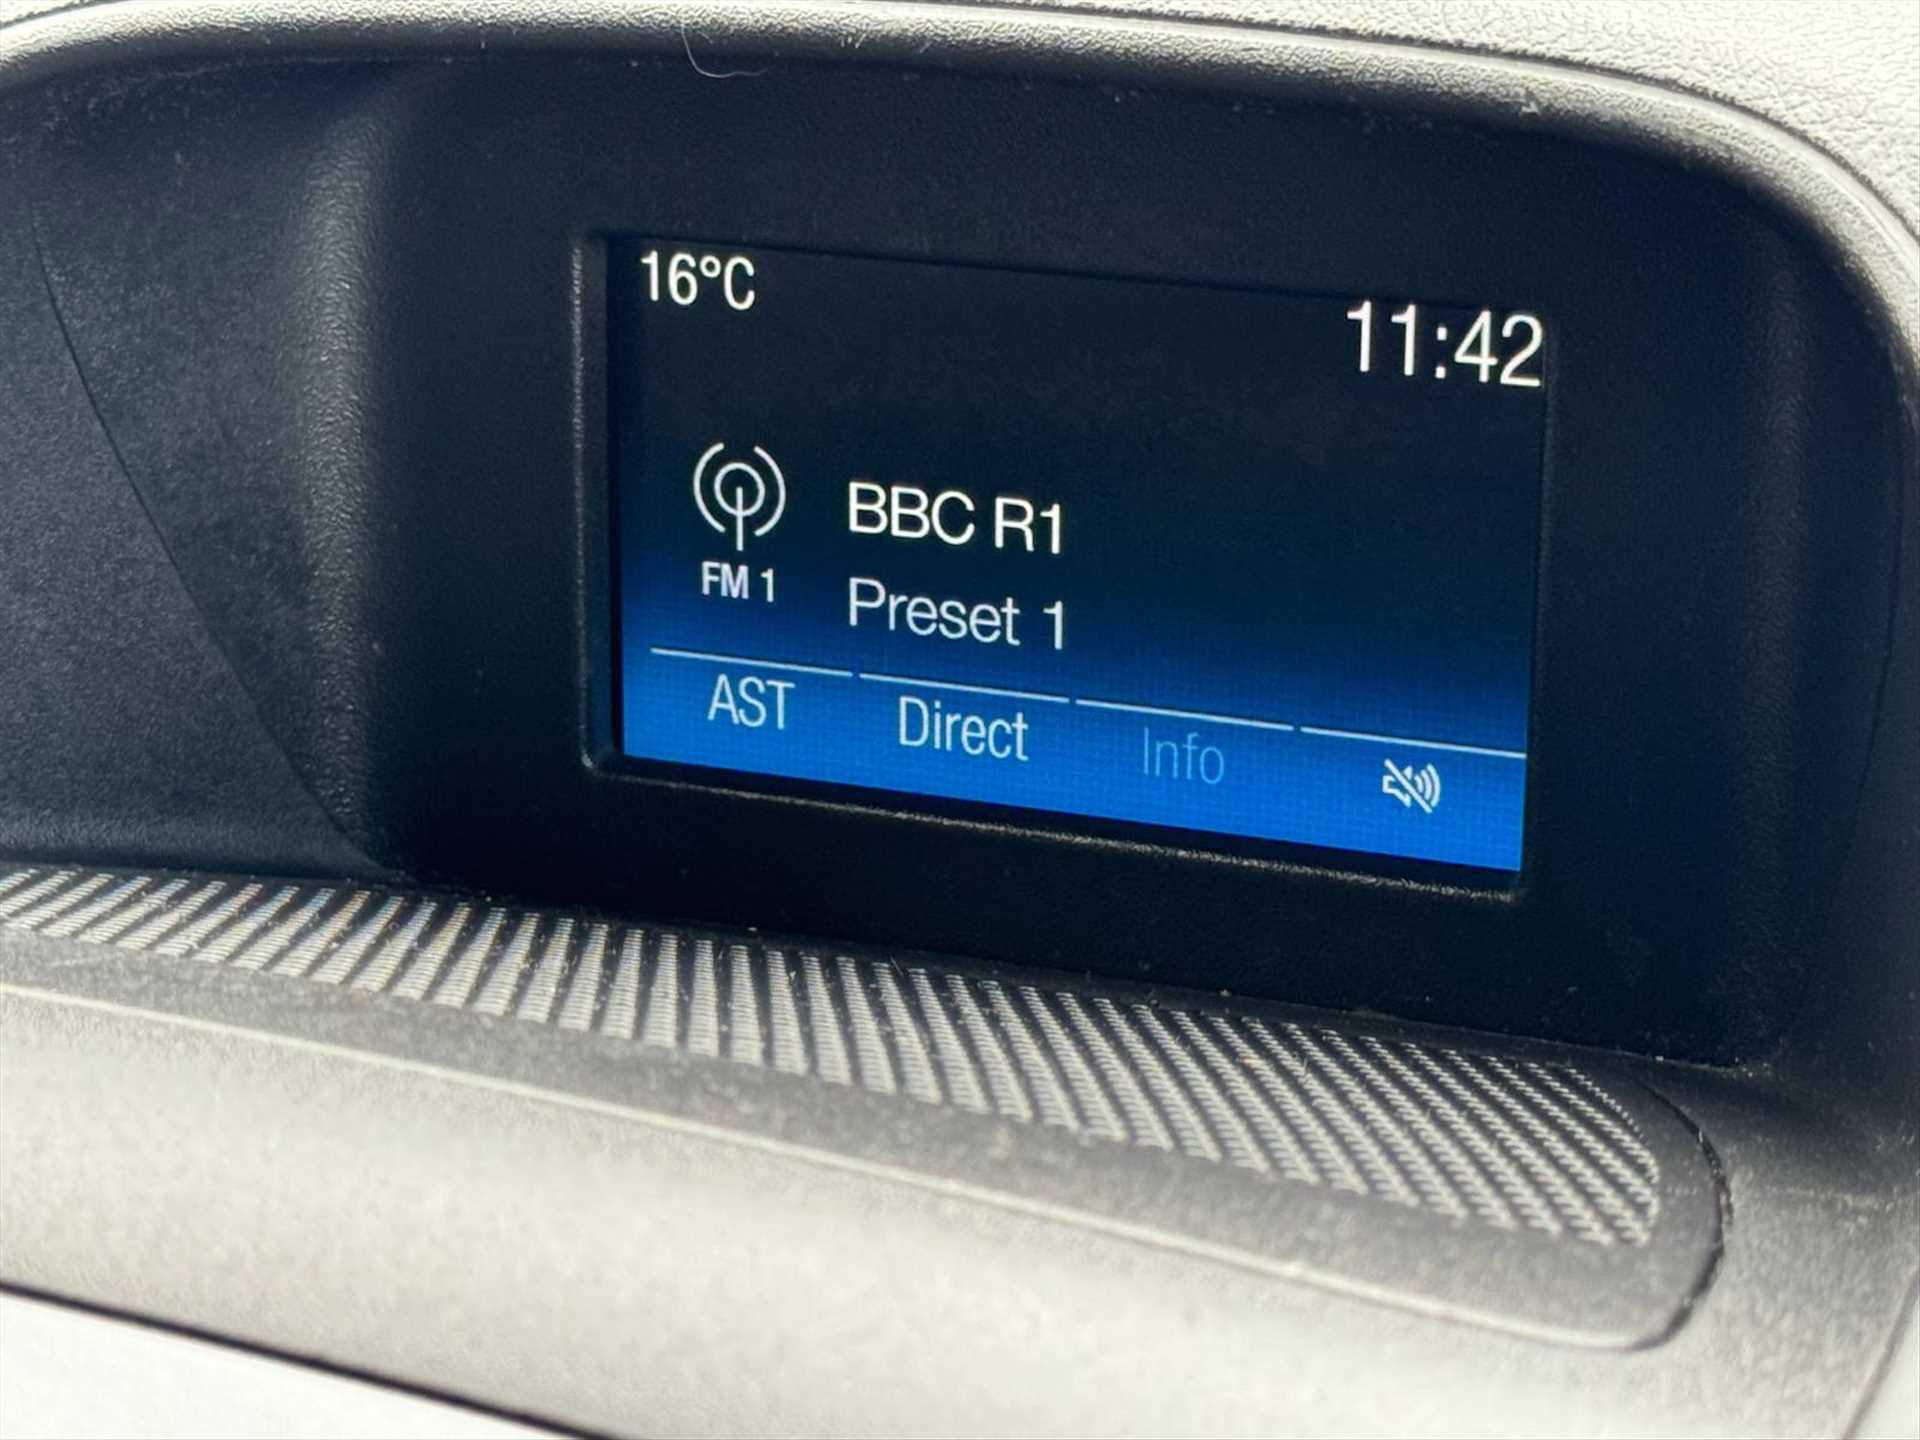 16°C
11:42
BBC R1
FM 1
Preset 1
AST Direct Info